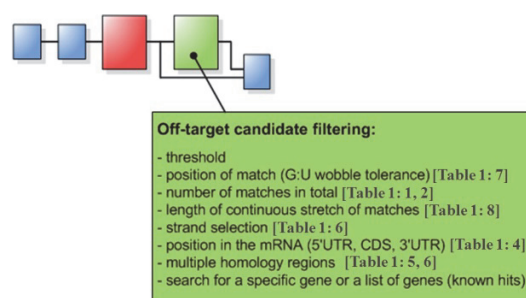 Off-target candidate filtering:
- threshold
- position of match (G:U wobble tolerance) [Table 1: 7]
- number of matches in total [Table 1: 1, 2]
- length of continuous stretch of matches [Table 1: 8]
- strand selection [Table 1: 6]
- position in the mRNA (5'UTR, CDS, 3'UTR) [Table 1: 4]
- multiple homology regions [Table 1: 5, 6]
- search for a specific gene or a list of genes (known hits)